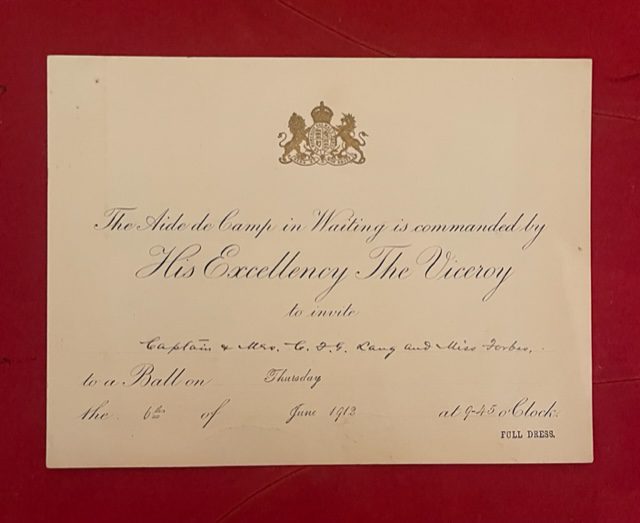 The Aide de Camp in Waiting is commanded by
His Excellency The Viceroy
to invite
Captain & Mrs. C. G. Lang and Miss Forbes,
to a Ball on Thursday
the 6th of June 1912 at 9-45 o'Clock.
FULL DRESS.